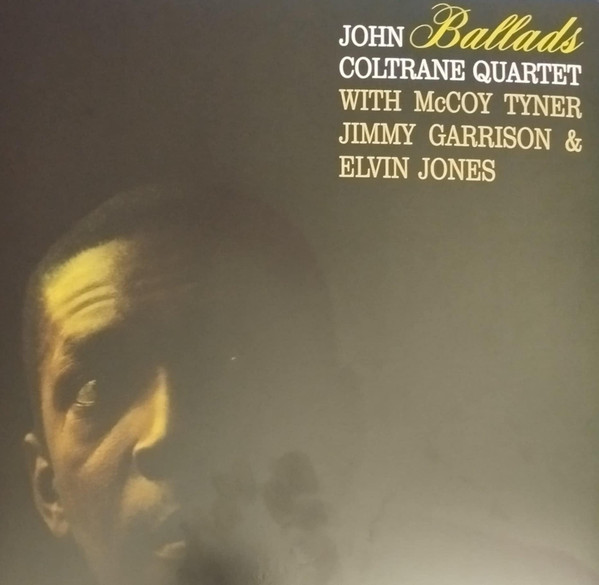 JOHN Ballads
COLTRANE QUARTET
WITH McCOY TYNER
JIMMY GARRISON &
ELVIN JONES